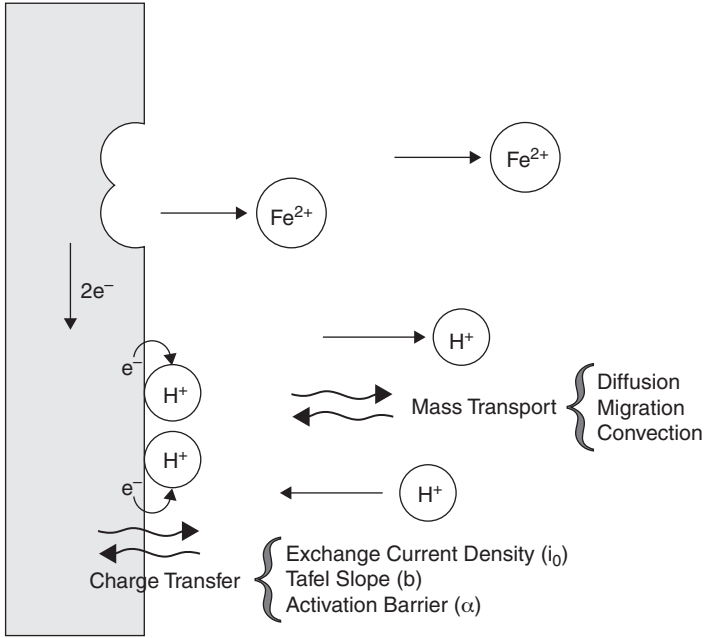 Fe²⁺
Fe²⁺
2e⁻
H⁺
e⁻
H⁺
Mass Transport
Diffusion
Migration
Convection
H⁺
e⁻
H⁺
Charge Transfer
Exchange Current Density (i₀)
Tafel Slope (b)
Activation Barrier (α)